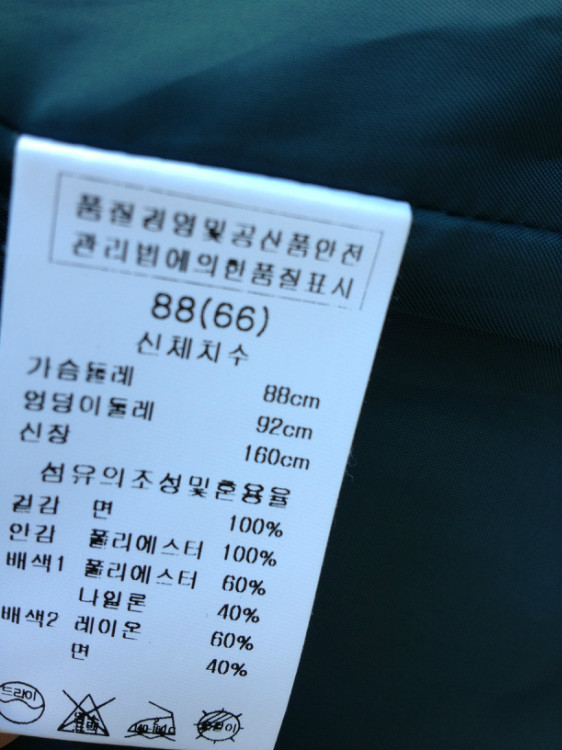 품질경영및공산품안전
관리법에의한품질표시
88(66)
신체치수
가슴둘레 88cm
엉덩이둘레 92cm
신장 160cm
섬유의조성및혼용율
겉감 면 100%
안감 폴리에스터 100%
배색1 폴리에스터 60%
나일론 40%
배색2 레이온 60%
면 40%
드라이